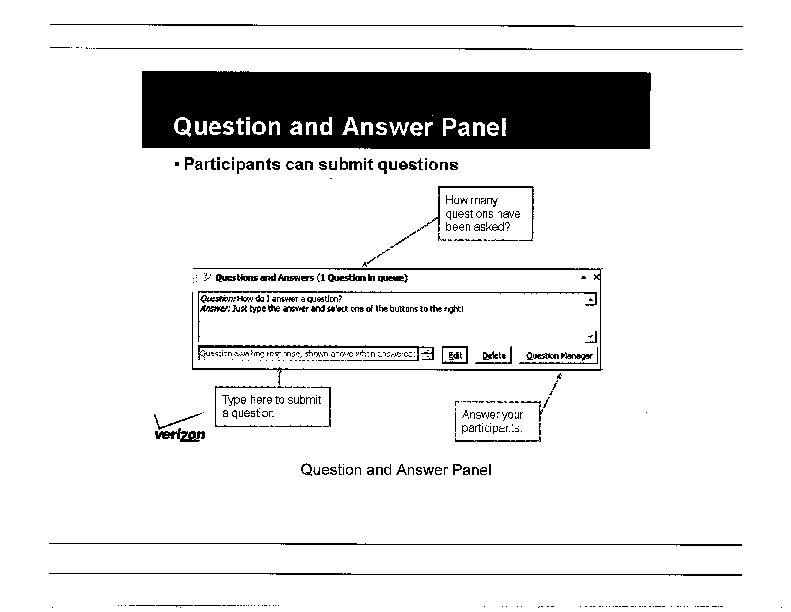 Question and Answer Panel
▪ Participants can submit questions
How many
questions have
been asked?
Questions and Answers (1 Question in queue)
Question: How do I answer a question?
Answer: Just type the answer and select one of the buttons to the right!
Question awaiting response, shown above when answered.
Edit
Delete
Question Manager
Type here to submit
a question.
Answer your
participants.
verizon
Question and Answer Panel